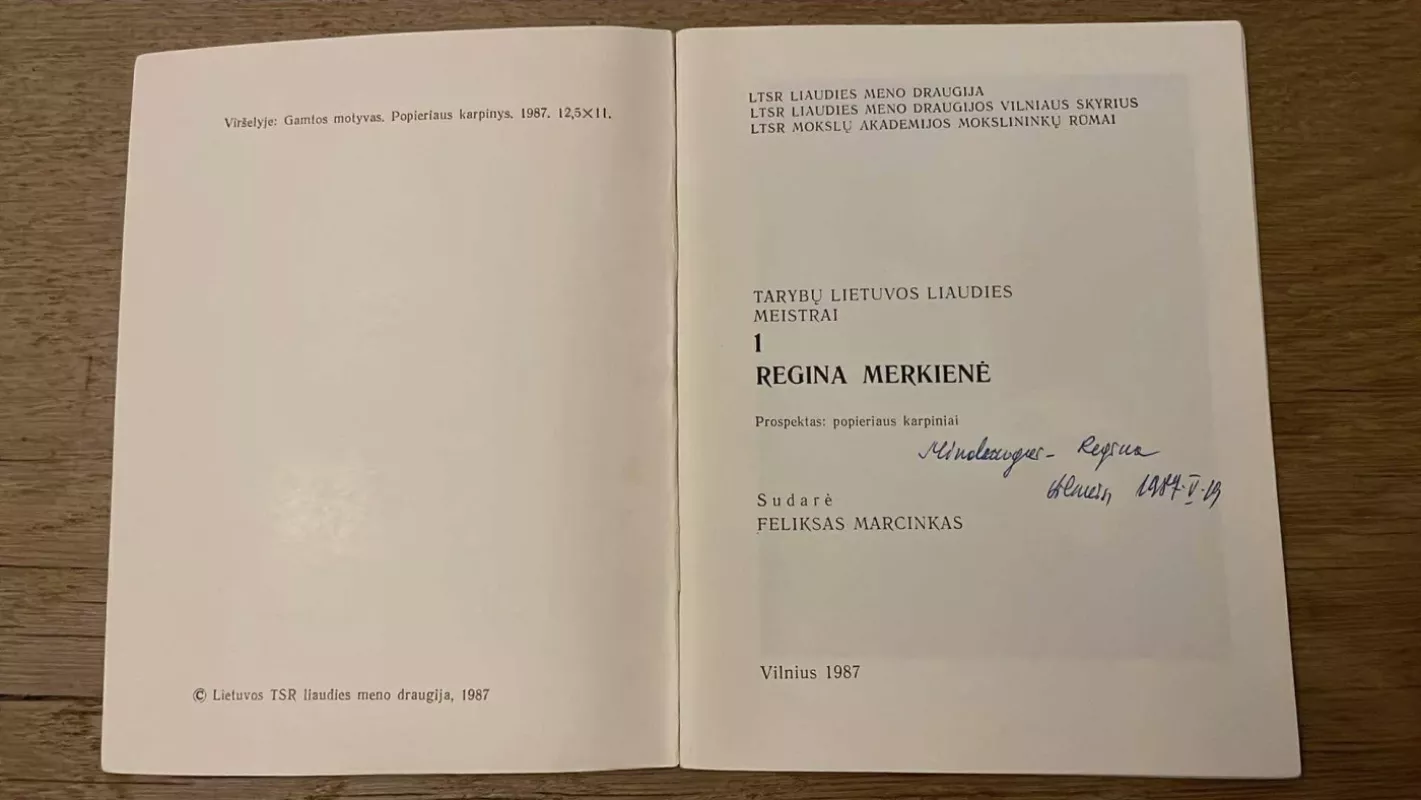 Viršelyje: Gamtos motyvas. Popieriaus karpinys. 1987. 12,5×11.
© Lietuvos TSR liaudies meno draugija, 1987
LTSR LIAUDIES MENO DRAUGIJA
LTSR LIAUDIES MENO DRAUGIJOS VILNIAUS SKYRIUS
LTSR MOKSLŲ AKADEMIJOS MOKSLININKŲ RŪMAI
TARYBŲ LIETUVOS LIAUDIES
MEISTRAI
1
REGINA MERKIENĖ
Prospektas: popieriaus karpiniai
Mindaugui - Regina
1987.V.19
Sudarė
FELIKSAS MARCINKAS
Vilnius 1987